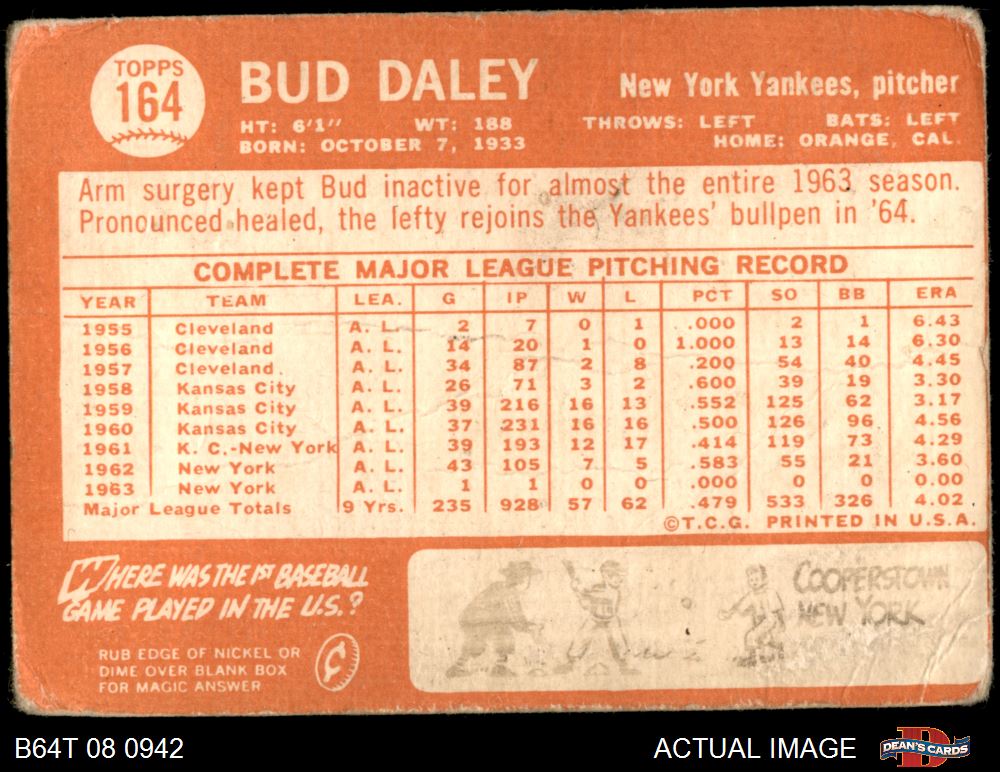 TOPPS
164
BUD DALEY
New York Yankees, pitcher
HT: 6'1" WT: 188 THROWS: LEFT BATS: LEFT
BORN: OCTOBER 7, 1933 HOME: ORANGE, CAL.
Arm surgery kept Bud inactive for almost the entire 1963 season.
Pronounced healed, the lefty rejoins the Yankees' bullpen in '64.
COMPLETE MAJOR LEAGUE PITCHING RECORD
YEAR TEAM LEA. G IP W L PCT SO BB ERA
1955 Cleveland A. L. 2 7 0 1 .000 2 1 6.43
1956 Cleveland A. L. 14 20 1 0 1.000 13 14 6.30
1957 Cleveland A. L. 34 87 2 8 .200 54 40 4.45
1958 Kansas City A. L. 26 71 3 2 .600 39 19 3.30
1959 Kansas City A. L. 39 216 16 13 .552 125 62 3.17
1960 Kansas City A. L. 37 231 16 16 .500 126 96 4.56
1961 K. C.-New York A. L. 39 193 12 17 .414 119 73 4.29
1962 New York A. L. 43 105 7 5 .583 55 21 3.60
1963 New York A. L. 1 1 0 0 .000 0 0 0.00
Major League Totals 9 Yrs. 235 928 57 62 .479 533 326 4.02
©T.C.G. PRINTED IN U.S.A.
WHERE WAS THE 1ST BASEBALL
GAME PLAYED IN THE U.S.?
RUB EDGE OF NICKEL OR
DIME OVER BLANK BOX
FOR MAGIC ANSWER
¢
COOPERSTOWN
NEW YORK
B64T 08 0942
ACTUAL IMAGE
D
DEAN'S CARDS